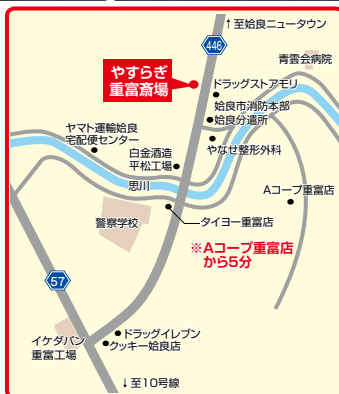 ↑至姶良ニュータウン
446
青雲会病院
やすらぎ
重富斎場
ドラッグストアモリ
姶良市消防本部
姶良分遣所
ヤマト運輸姶良
宅配便センター
やなせ整形外科
白金酒造
平松工場
思川
Aコープ重富店
警察学校
タイヨー重富店
※Aコープ重富店
から5分
57
イケダパン
重富工場
ドラッグイレブン
クッキー姶良店
↓至10号線